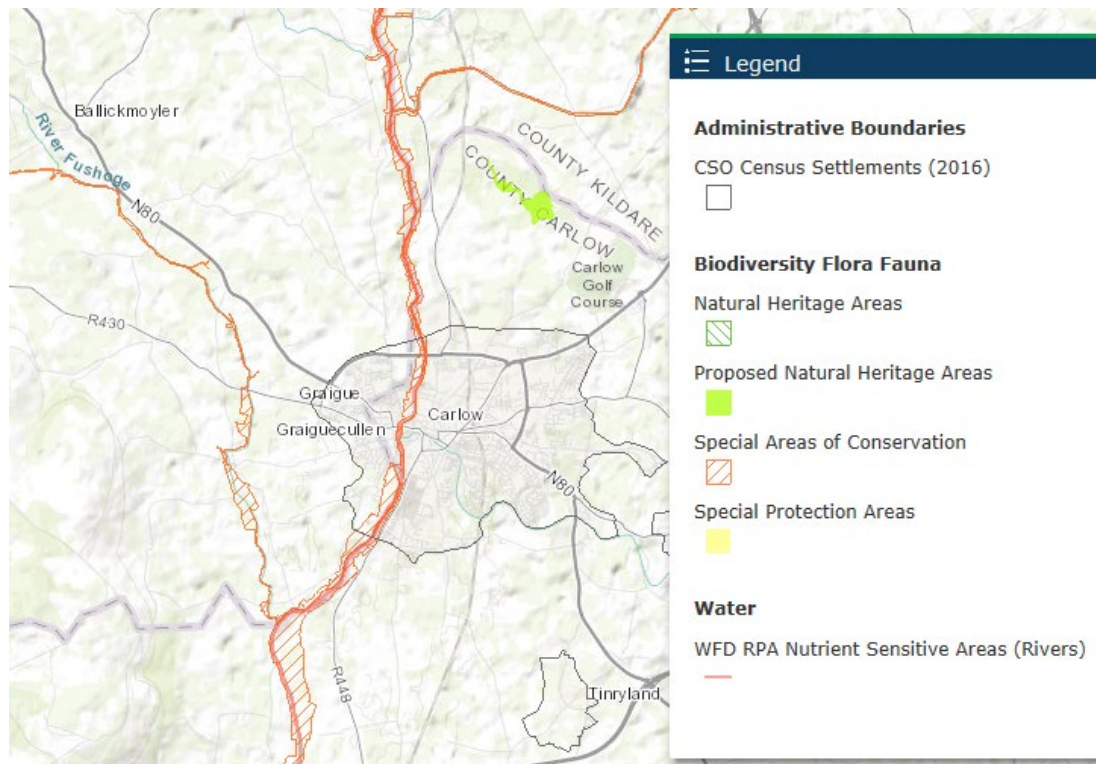 Ballickmoyler
River Fushoge
N80
COUNTY KILDARE
COUNTY CARLOW
Carlow
Golf
Course
R430
Graigue
Graiguecullen
Carlow
N80
R448
Tinryland
Legend
Administrative Boundaries
CSO Census Settlements (2016)
Biodiversity Flora Fauna
Natural Heritage Areas
Proposed Natural Heritage Areas
Special Areas of Conservation
Special Protection Areas
Water
WFD RPA Nutrient Sensitive Areas (Rivers)